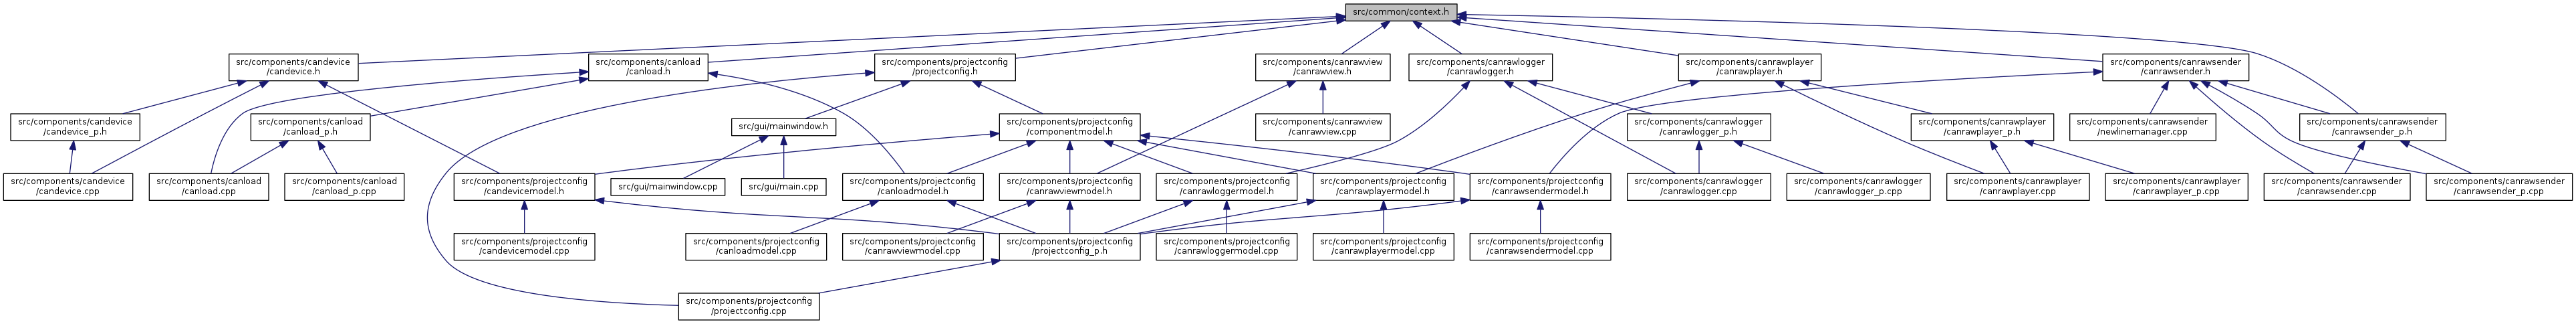 src/common/context.h
src/components/candevice
/candevice.h
src/components/canload
/canload.h
src/components/projectconfig
/projectconfig.h
src/components/canrawview
/canrawview.h
src/components/canrawlogger
/canrawlogger.h
src/components/canrawplayer
/canrawplayer.h
src/components/canrawsender
/canrawsender.h
src/components/candevice
/candevice_p.h
src/components/canload
/canload_p.h
src/gui/mainwindow.h
src/components/projectconfig
/componentmodel.h
src/components/canrawview
/canrawview.cpp
src/components/canrawlogger
/canrawlogger_p.h
src/components/canrawplayer
/canrawplayer_p.h
src/components/canrawsender
/newlinemanager.cpp
src/components/canrawsender
/canrawsender_p.h
src/components/candevice
/candevice.cpp
src/components/canload
/canload.cpp
src/components/canload
/canload_p.cpp
src/components/projectconfig
/candevicemodel.h
src/gui/mainwindow.cpp
src/gui/main.cpp
src/components/projectconfig
/canloadmodel.h
src/components/projectconfig
/canrawviewmodel.h
src/components/projectconfig
/canrawloggermodel.h
src/components/projectconfig
/canrawplayermodel.h
src/components/projectconfig
/canrawsendermodel.h
src/components/canrawlogger
/canrawlogger.cpp
src/components/canrawlogger
/canrawlogger_p.cpp
src/components/canrawplayer
/canrawplayer.cpp
src/components/canrawplayer
/canrawplayer_p.cpp
src/components/canrawsender
/canrawsender.cpp
src/components/canrawsender
/canrawsender_p.cpp
src/components/projectconfig
/candevicemodel.cpp
src/components/projectconfig
/canloadmodel.cpp
src/components/projectconfig
/canrawviewmodel.cpp
src/components/projectconfig
/projectconfig_p.h
src/components/projectconfig
/canrawloggermodel.cpp
src/components/projectconfig
/canrawplayermodel.cpp
src/components/projectconfig
/canrawsendermodel.cpp
src/components/projectconfig
/projectconfig.cpp